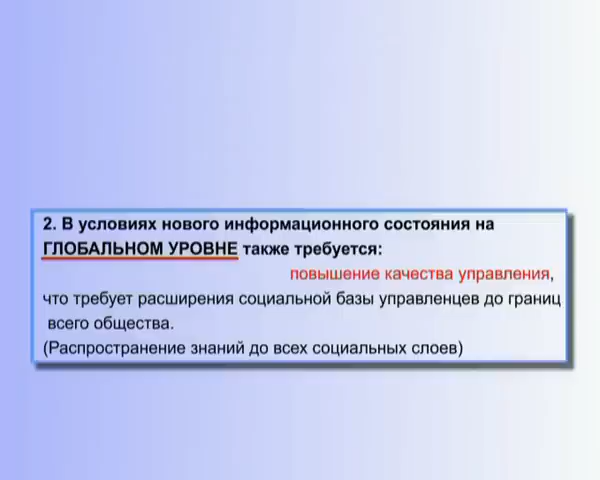 2. В условиях нового информационного состояния на
ГЛОБАЛЬНОМ УРОВНЕ также требуется:
повышение качества управления,
что требует расширения социальной базы управленцев до границ
всего общества.
(Распространение знаний до всех социальных слоев)